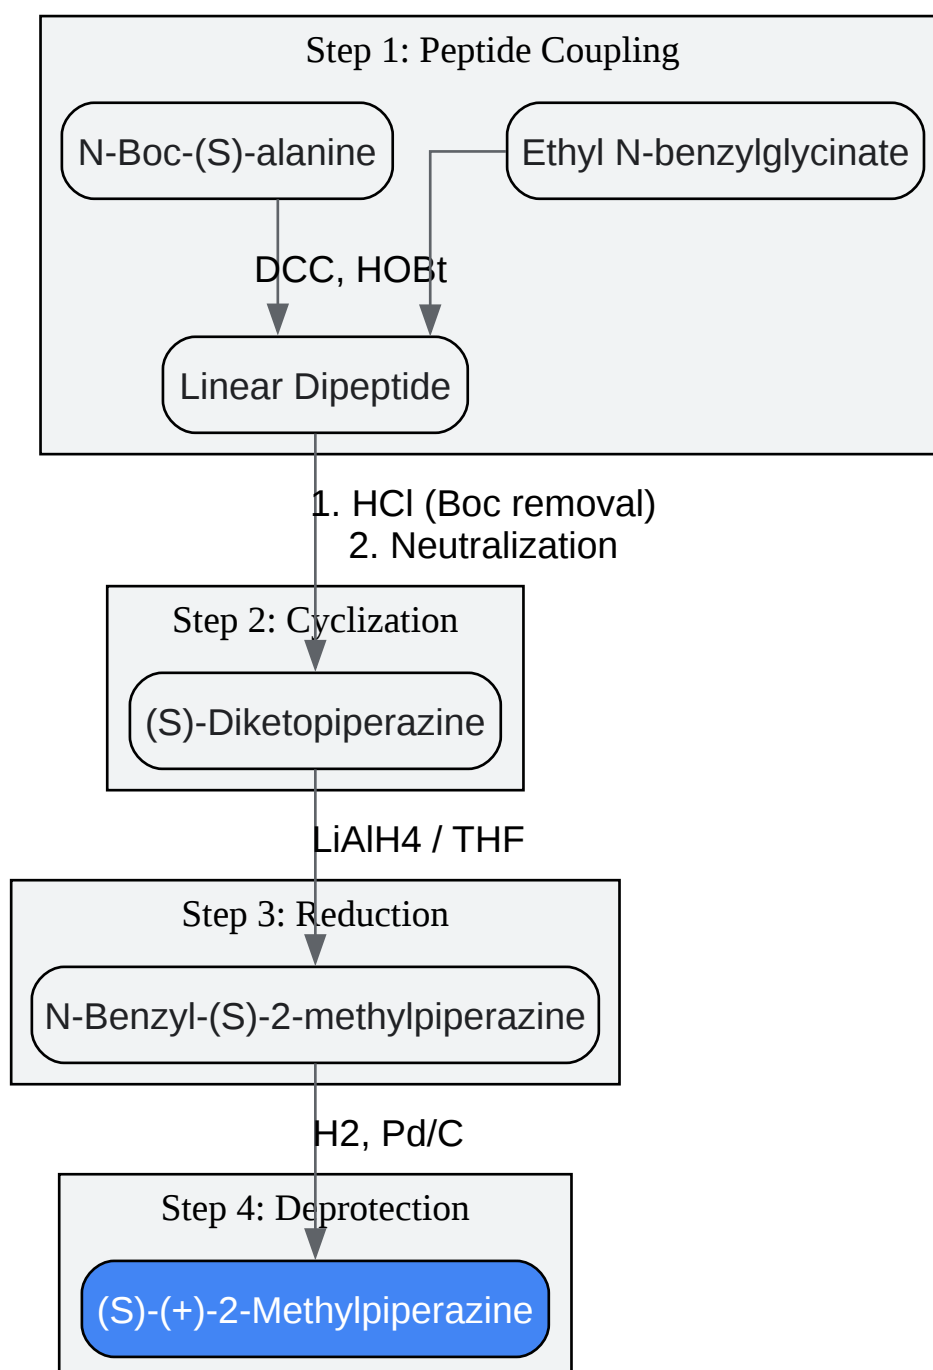 Step 1: Peptide Coupling
N-Boc-(S)-alanine
Ethyl N-benzylglycinate
DCC, HOBt
Linear Dipeptide
1. HCl (Boc removal)
2. Neutralization
Step 2: Cyclization
(S)-Diketopiperazine
LiAlH4 / THF
Step 3: Reduction
N-Benzyl-(S)-2-methylpiperazine
H2, Pd/C
Step 4: Deprotection
(S)-(+)-2-Methylpiperazine